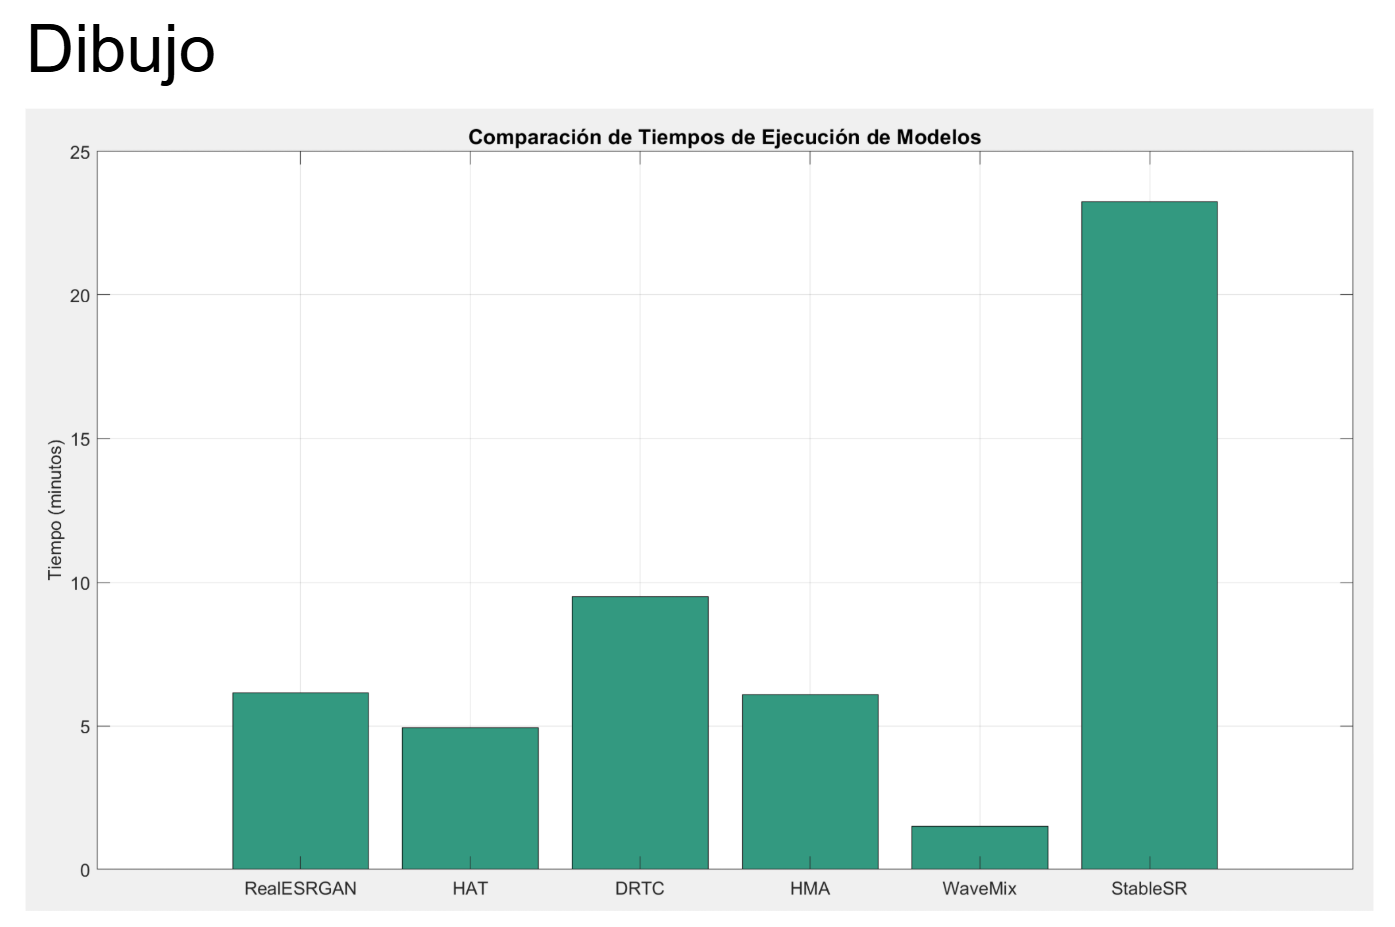 Dibujo
Comparación de Tiempos de Ejecución de Modelos
25
20
15
10
5
0
Tiempo (minutos)
RealESRGAN HAT DRTC HMA WaveMix StableSR